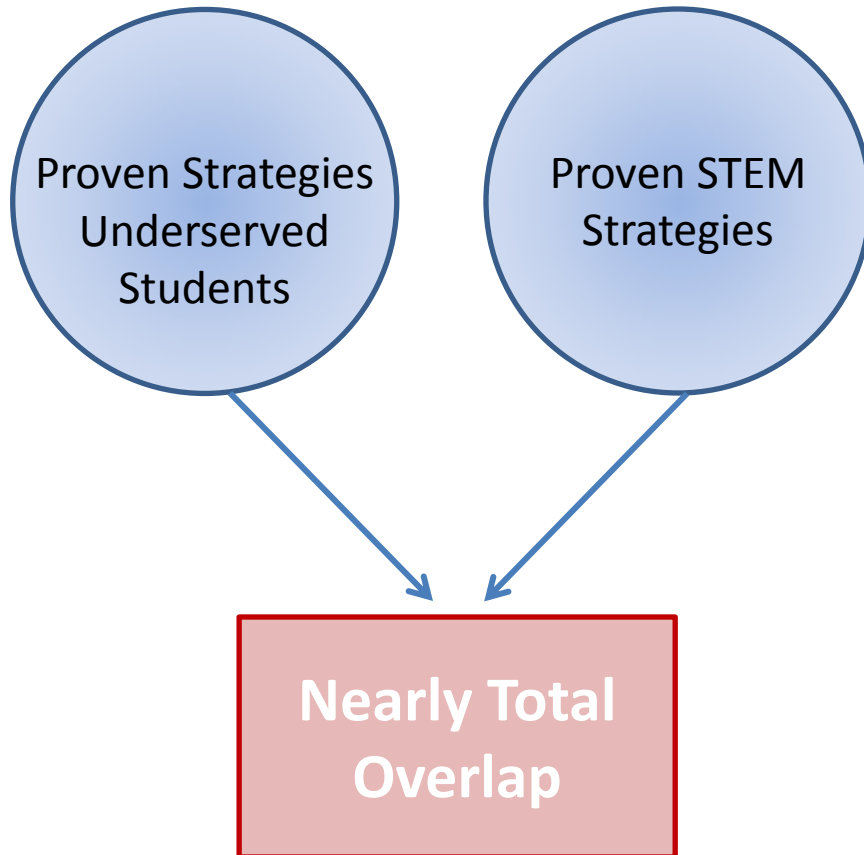 Proven Strategies
Underserved
Students
Proven STEM
Strategies
Nearly Total
Overlap